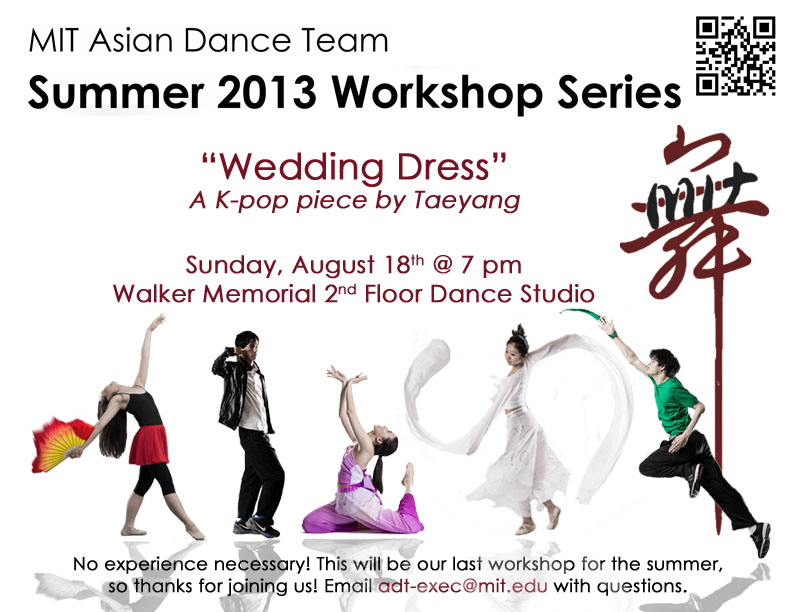 MIT Asian Dance Team
Summer 2013 Workshop Series
“Wedding Dress”
A K-pop piece by Taeyang
Sunday, August 18th @ 7 pm
Walker Memorial 2nd Floor Dance Studio
舞
No experience necessary! This will be our last workshop for the summer,
so thanks for joining us! Email adt-exec@mit.edu with questions.